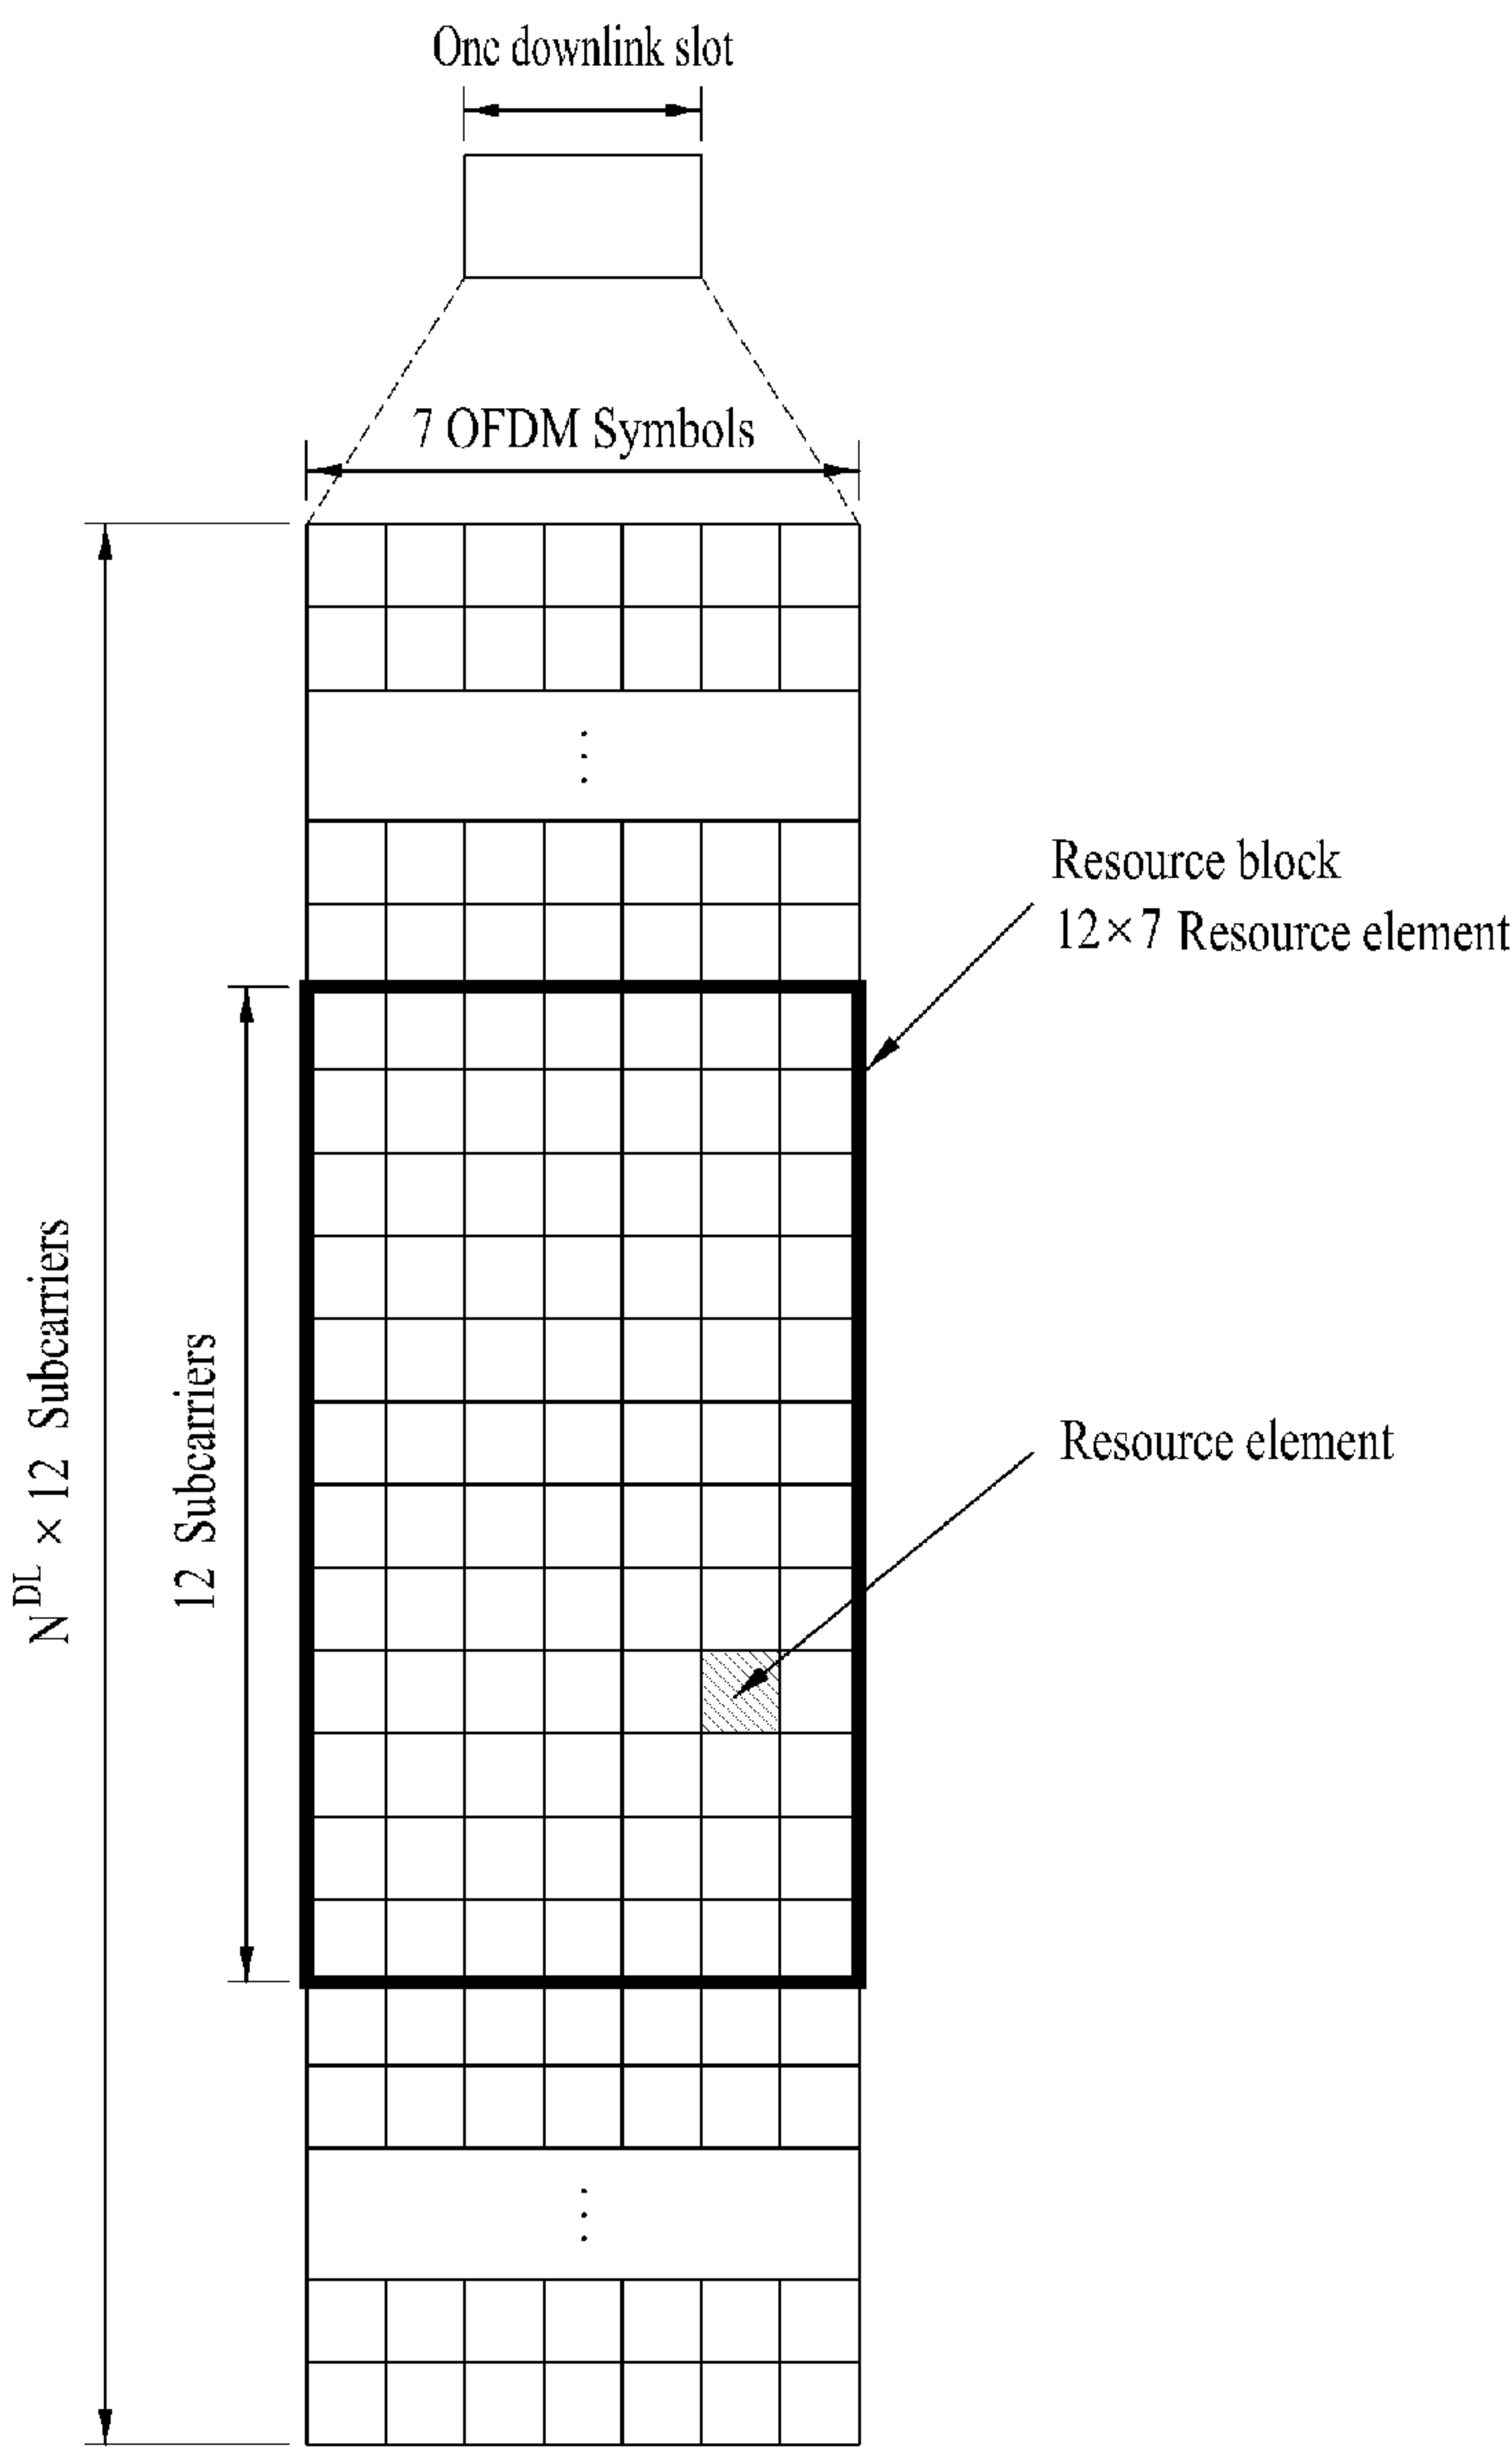 One downlink slot
7 OFDM Symbols
Resource block
12×7 Resource element
Resource element
12 Subcarriers
N^DL × 12 Subcarriers